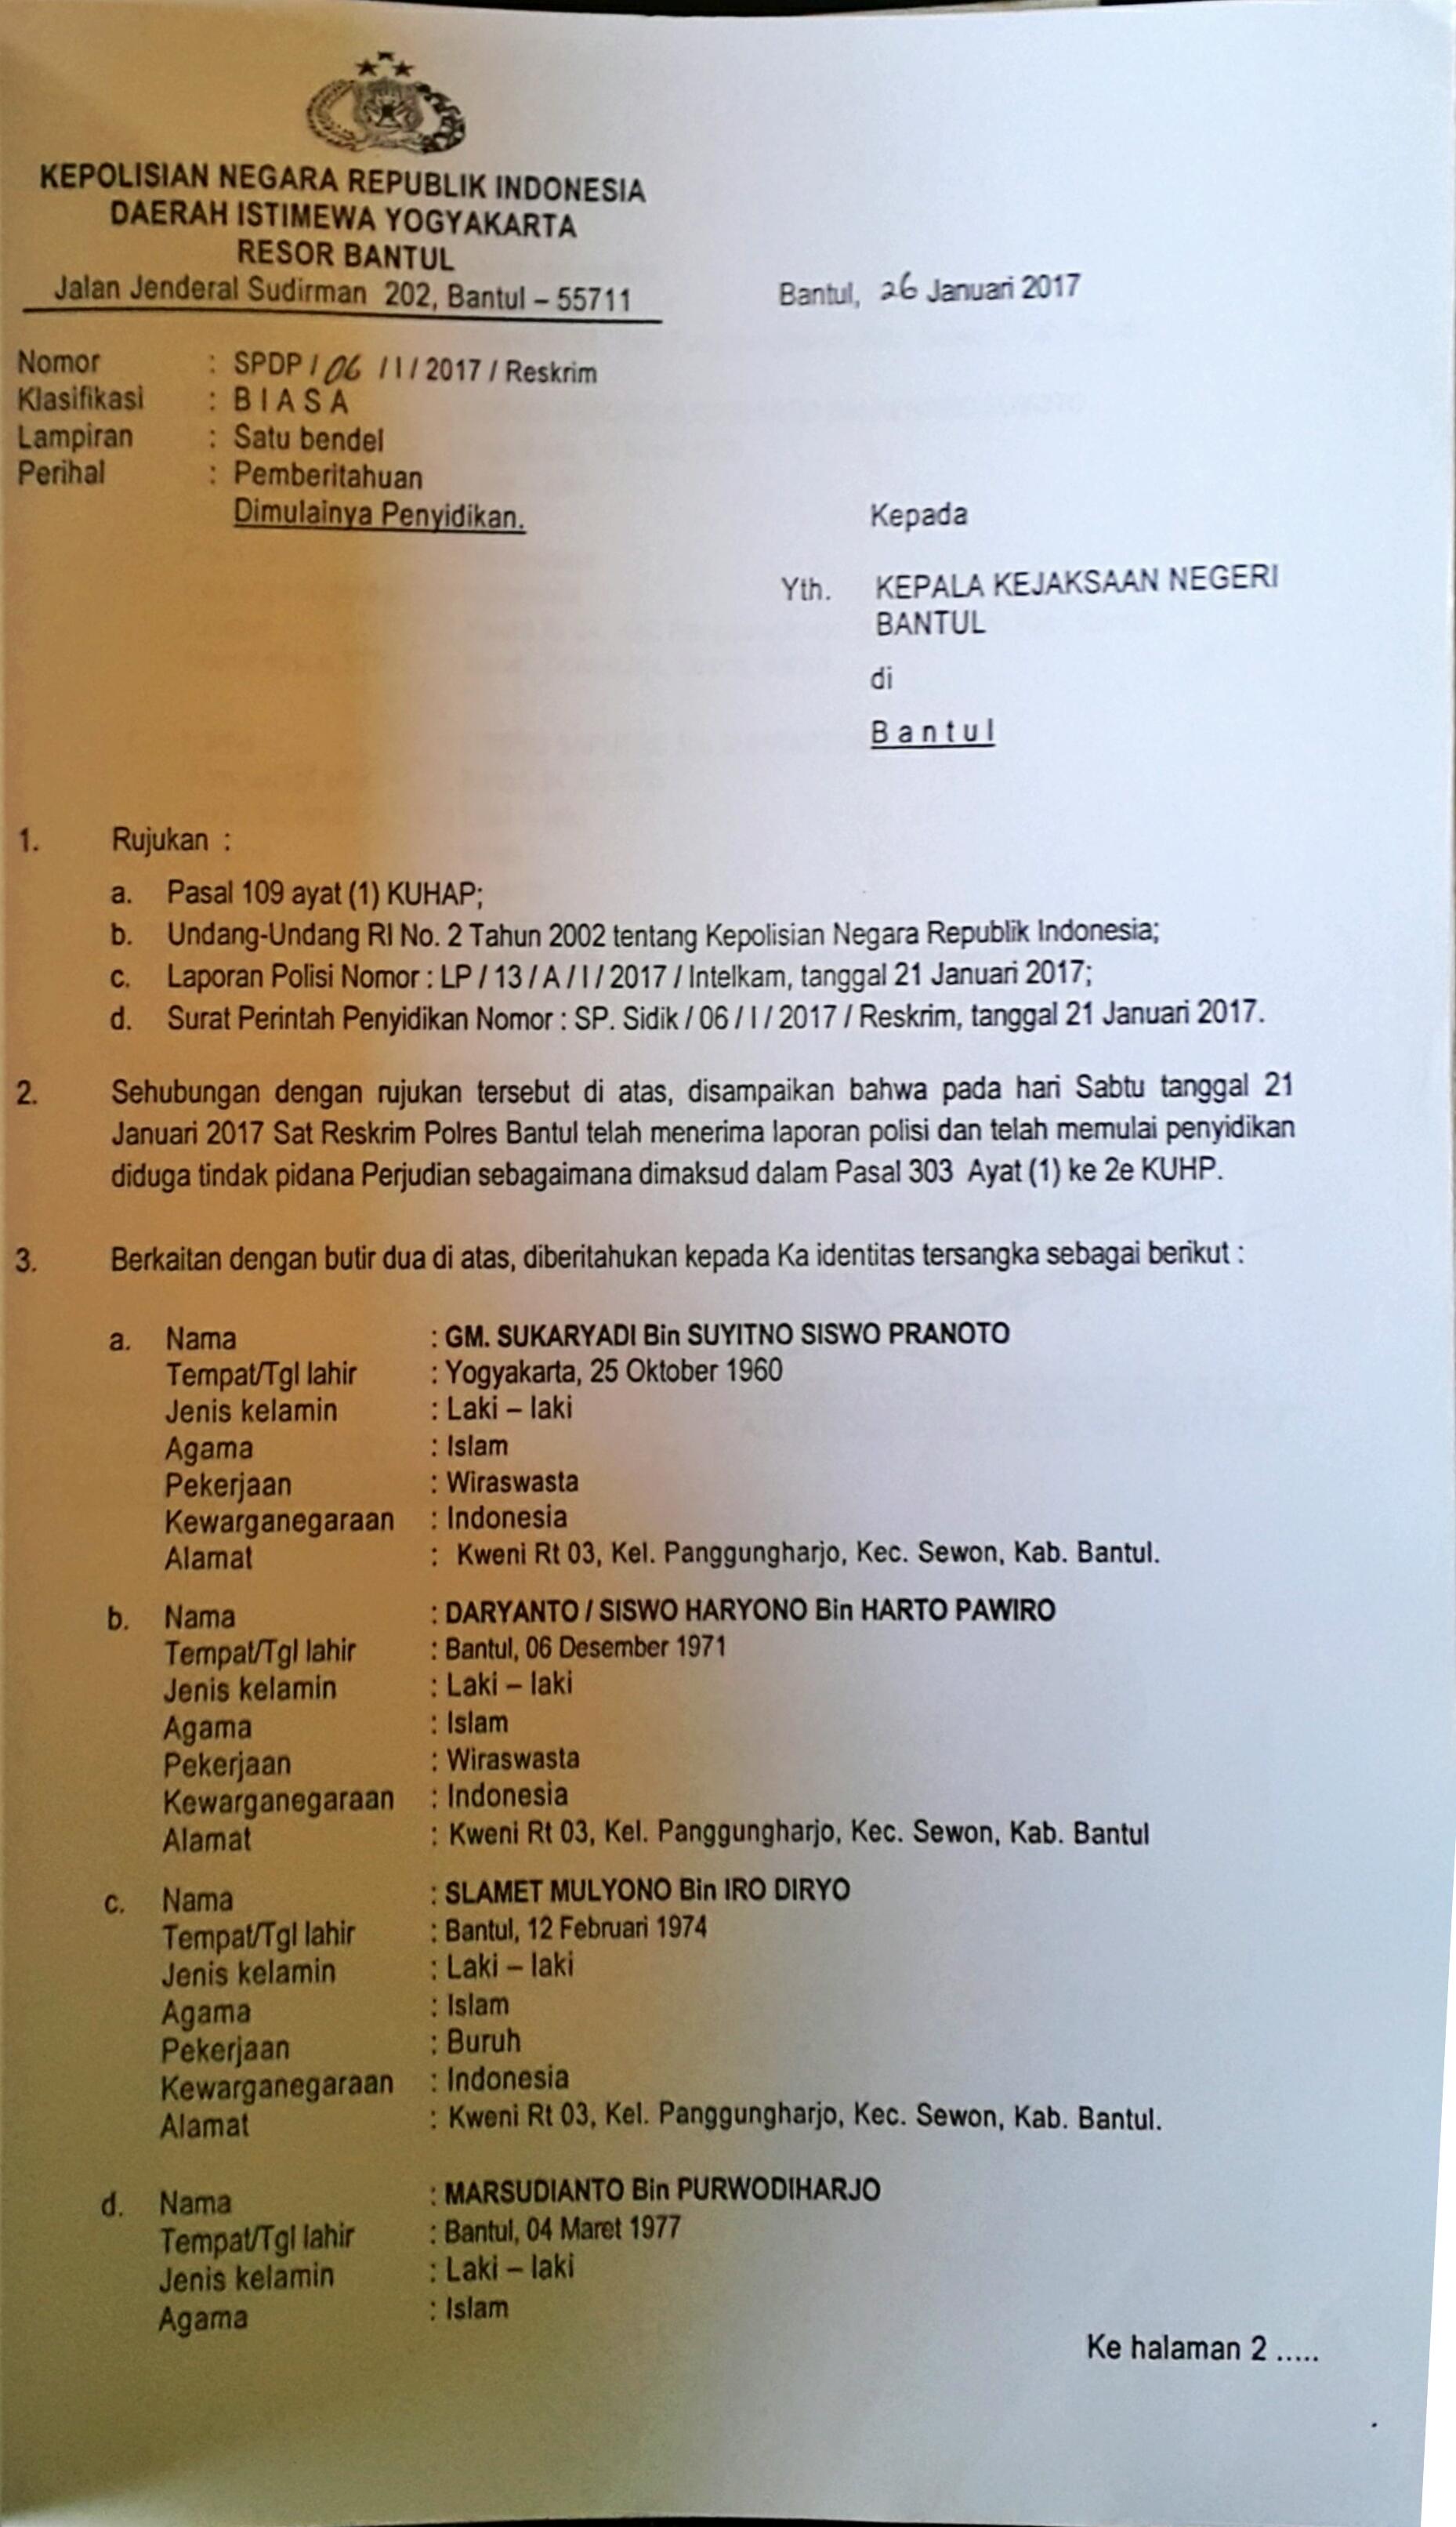 KEPOLISIAN NEGARA REPUBLIK INDONESIA
DAERAH ISTIMEWA YOGYAKARTA
RESOR BANTUL
Jalan Jenderal Sudirman 202, Bantul – 55711
Bantul, 26 Januari 2017
Nomor : SPDP / 06 / I / 2017 / Reskrim
Klasifikasi : B I A S A
Lampiran : Satu bendel
Perihal : Pemberitahuan
Dimulainya Penyidikan.
Kepada
Yth. KEPALA KEJAKSAAN NEGERI
BANTUL
di
B a n t u l
1. Rujukan :
a. Pasal 109 ayat (1) KUHAP;
b. Undang-Undang RI No. 2 Tahun 2002 tentang Kepolisian Negara Republik Indonesia;
c. Laporan Polisi Nomor : LP / 13 / A / I / 2017 / Intelkam, tanggal 21 Januari 2017;
d. Surat Perintah Penyidikan Nomor : SP. Sidik / 06 / I / 2017 / Reskrim, tanggal 21 Januari 2017.
2. Sehubungan dengan rujukan tersebut di atas, disampaikan bahwa pada hari Sabtu tanggal 21
Januari 2017 Sat Reskrim Polres Bantul telah menerima laporan polisi dan telah memulai penyidikan
diduga tindak pidana Perjudian sebagaimana dimaksud dalam Pasal 303 Ayat (1) ke 2e KUHP.
3. Berkaitan dengan butir dua di atas, diberitahukan kepada Ka identitas tersangka sebagai berikut :
a. Nama : GM. SUKARYADI Bin SUYITNO SISWO PRANOTO
Tempat/Tgl lahir : Yogyakarta, 25 Oktober 1960
Jenis kelamin : Laki – laki
Agama : Islam
Pekerjaan : Wiraswasta
Kewarganegaraan : Indonesia
Alamat : Kweni Rt 03, Kel. Panggungharjo, Kec. Sewon, Kab. Bantul.
b. Nama : DARYANTO / SISWO HARYONO Bin HARTO PAWIRO
Tempat/Tgl lahir : Bantul, 06 Desember 1971
Jenis kelamin : Laki – laki
Agama : Islam
Pekerjaan : Wiraswasta
Kewarganegaraan : Indonesia
Alamat : Kweni Rt 03, Kel. Panggungharjo, Kec. Sewon, Kab. Bantul
c. Nama : SLAMET MULYONO Bin IRO DIRYO
Tempat/Tgl lahir : Bantul, 12 Februari 1974
Jenis kelamin : Laki – laki
Agama : Islam
Pekerjaan : Buruh
Kewarganegaraan : Indonesia
Alamat : Kweni Rt 03, Kel. Panggungharjo, Kec. Sewon, Kab. Bantul.
d. Nama : MARSUDIANTO Bin PURWODIHARJO
Tempat/Tgl lahir : Bantul, 04 Maret 1977
Jenis kelamin : Laki – laki
Agama : Islam
Ke halaman 2 .....